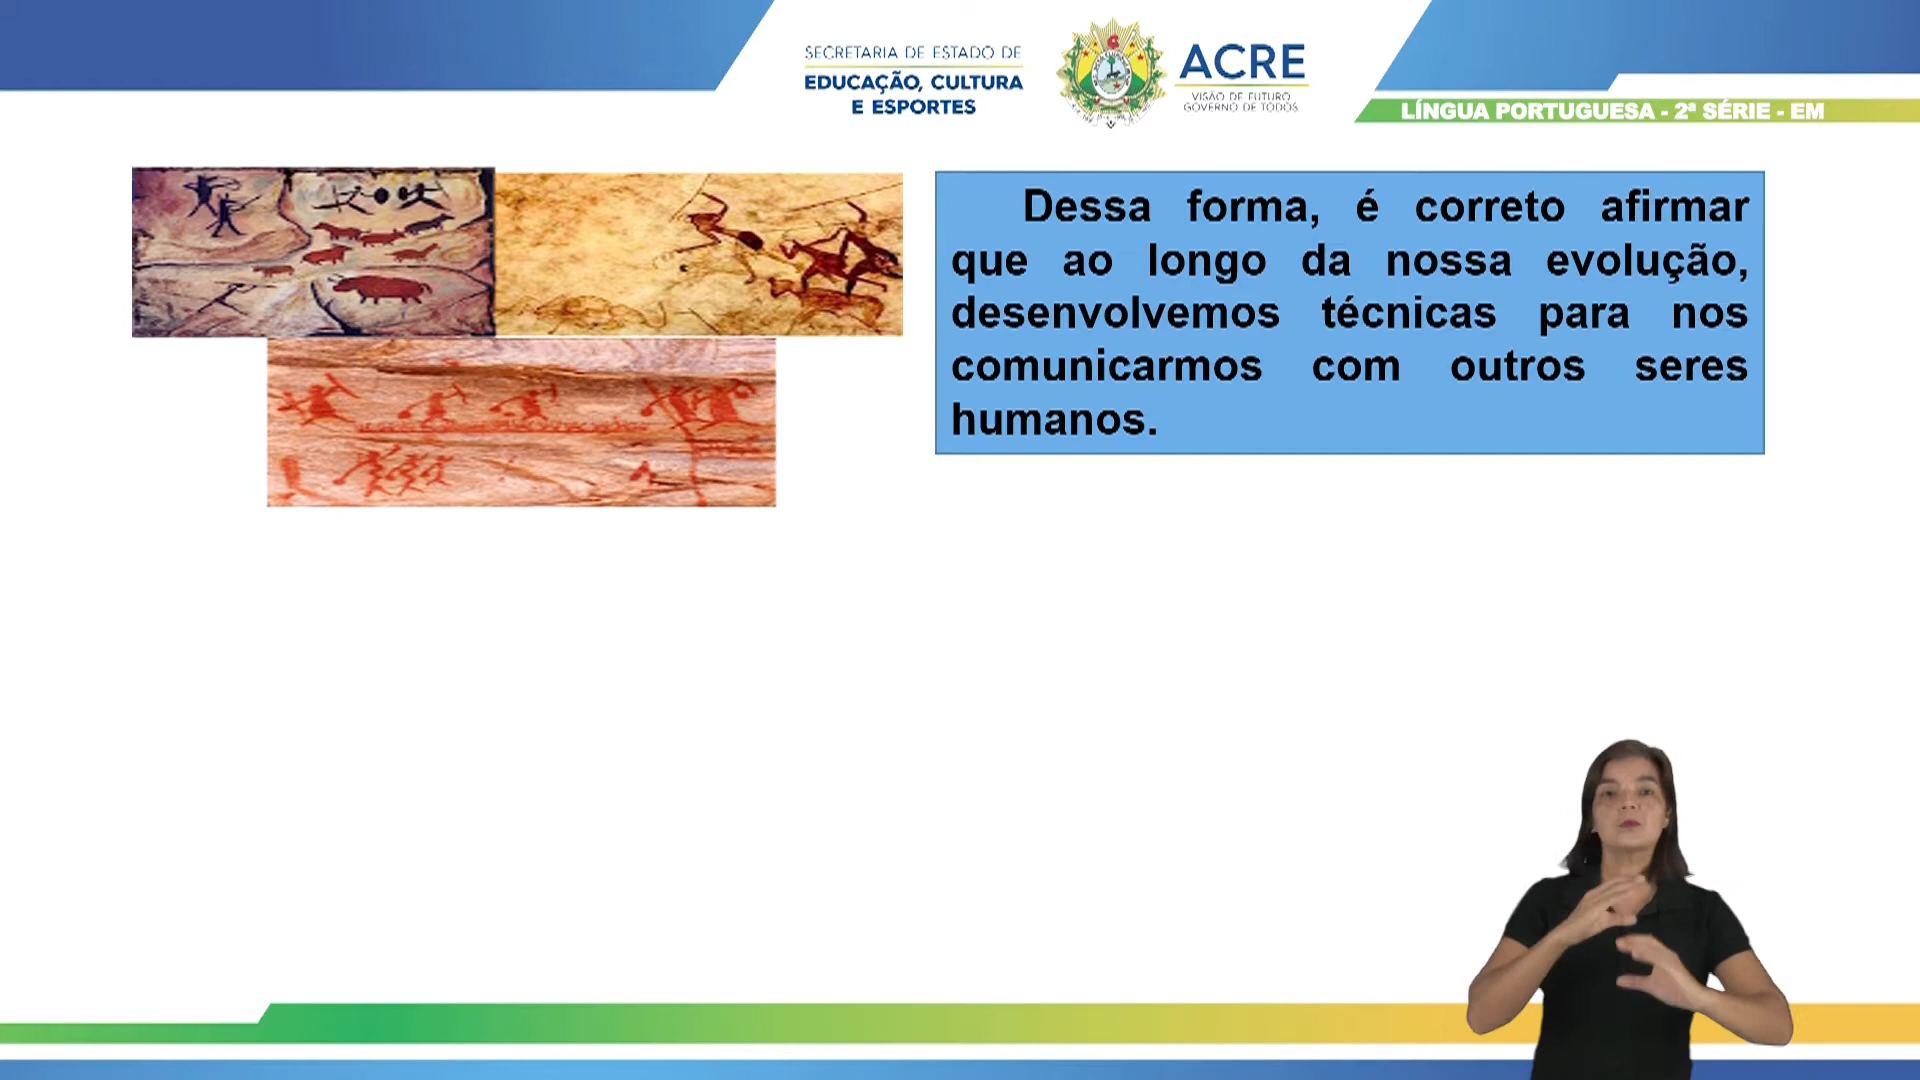 SECRETARIA DE ESTADO DE
EDUCAÇÃO, CULTURA
E ESPORTES
ACRE
VISÃO DE FUTURO
GOVERNO DE TODOS
LÍNGUA PORTUGUESA - 2ª SÉRIE - EM
Dessa forma, é correto afirmar
que ao longo da nossa evolução,
desenvolvemos técnicas para nos
comunicarmos com outros seres
humanos.